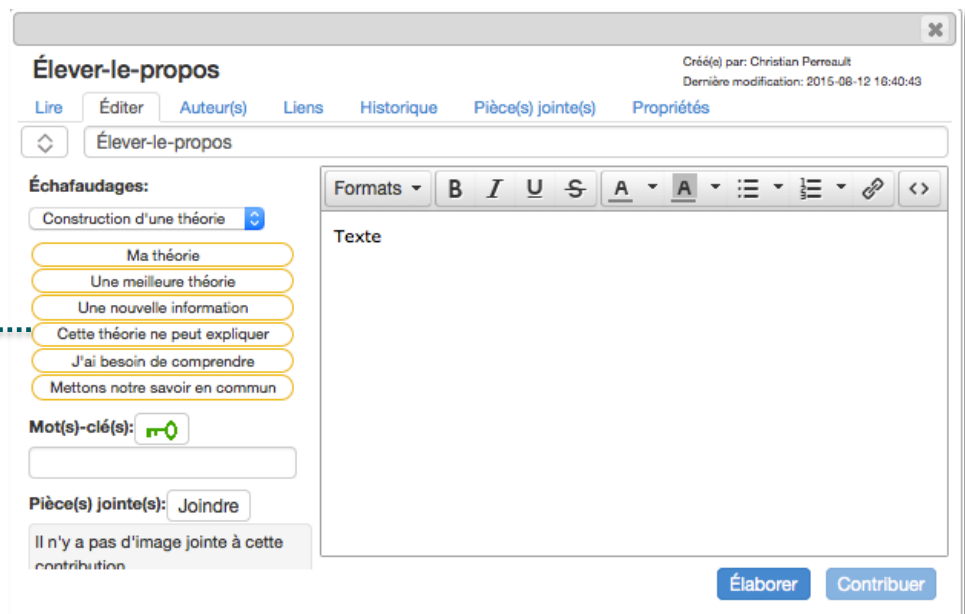 Élever-le-propos
Créé(e) par: Christian Perreault
Dernière modification: 2015-08-12 16:40:43
Lire Éditer Auteur(s) Liens Historique Pièce(s) jointe(s) Propriétés
Élever-le-propos
Échafaudages:
Construction d'une théorie
Ma théorie
Une meilleure théorie
Une nouvelle information
Cette théorie ne peut expliquer
J'ai besoin de comprendre
Mettons notre savoir en commun
Mot(s)-clé(s):
Pièce(s) jointe(s): Joindre
Il n'y a pas d'image jointe à cette
contribution
Formats B I U S A A
Texte
Élaborer Contribuer